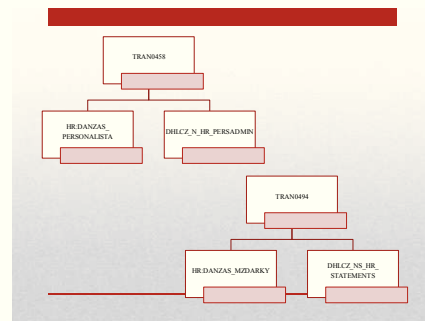 TRAN0458
HR:DANZAS_
PERSONALISTA
DHLCZ_N_HR_PERSADMIN
TRAN0494
HR:DANZAS_MZDARKY
DHLCZ_NS_HR_
STATEMENTS